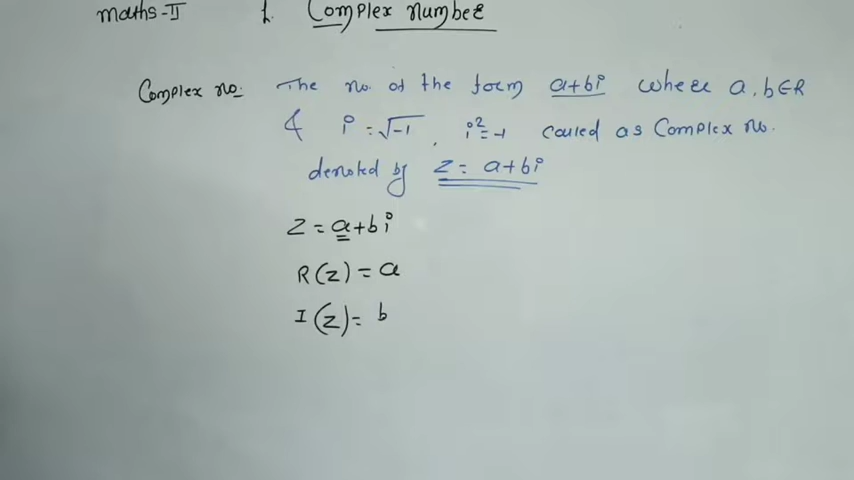 Maths-II 1. Complex Number
Complex no: The no. of the form a+bi where a, b∈R
& i = √-1 , i²=-1 called as Complex no.
denoted by z = a+bi
Z = a+bi
R(z) = a
I(z) = b